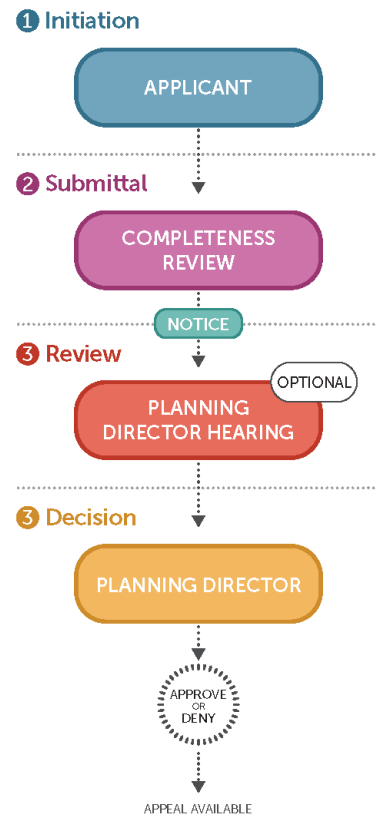 1 Initiation
APPLICANT
2 Submittal
COMPLETENESS
REVIEW
NOTICE
3 Review
OPTIONAL
PLANNING
DIRECTOR HEARING
3 Decision
PLANNING DIRECTOR
APPROVE
OR
DENY
APPEAL AVAILABLE